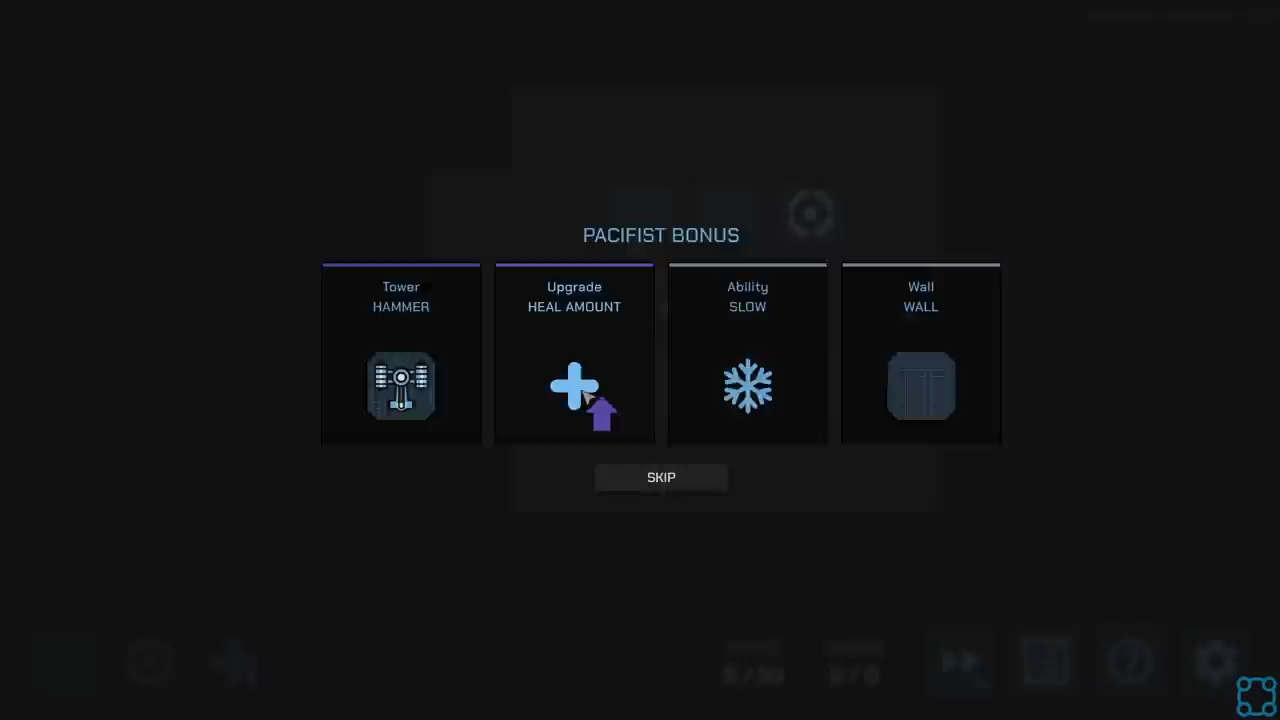 PACIFIST BONUS
Tower
HAMMER
Upgrade
HEAL AMOUNT
Ability
SLOW
Wall
WALL
SKIP